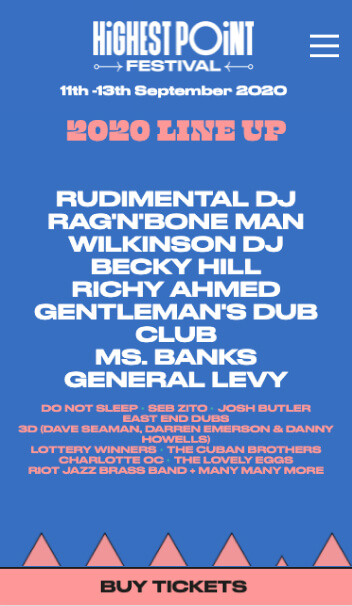 HiGHEST POiNT
FESTIVAL
11th -13th September 2020
2020 LINE UP
RUDIMENTAL DJ
RAG'N'BONE MAN
WILKINSON DJ
BECKY HILL
RICHY AHMED
GENTLEMAN'S DUB
CLUB
MS. BANKS
GENERAL LEVY
DO NOT SLEEP • SEB ZITO • JOSH BUTLER
EAST END DUBS
3D (DAVE SEAMAN, DARREN EMERSON & DANNY
HOWELLS)
LOTTERY WINNERS • THE CUBAN BROTHERS
CHARLOTTE OC • THE LOVELY EGGS
RIOT JAZZ BRASS BAND + MANY MANY MORE
BUY TICKETS